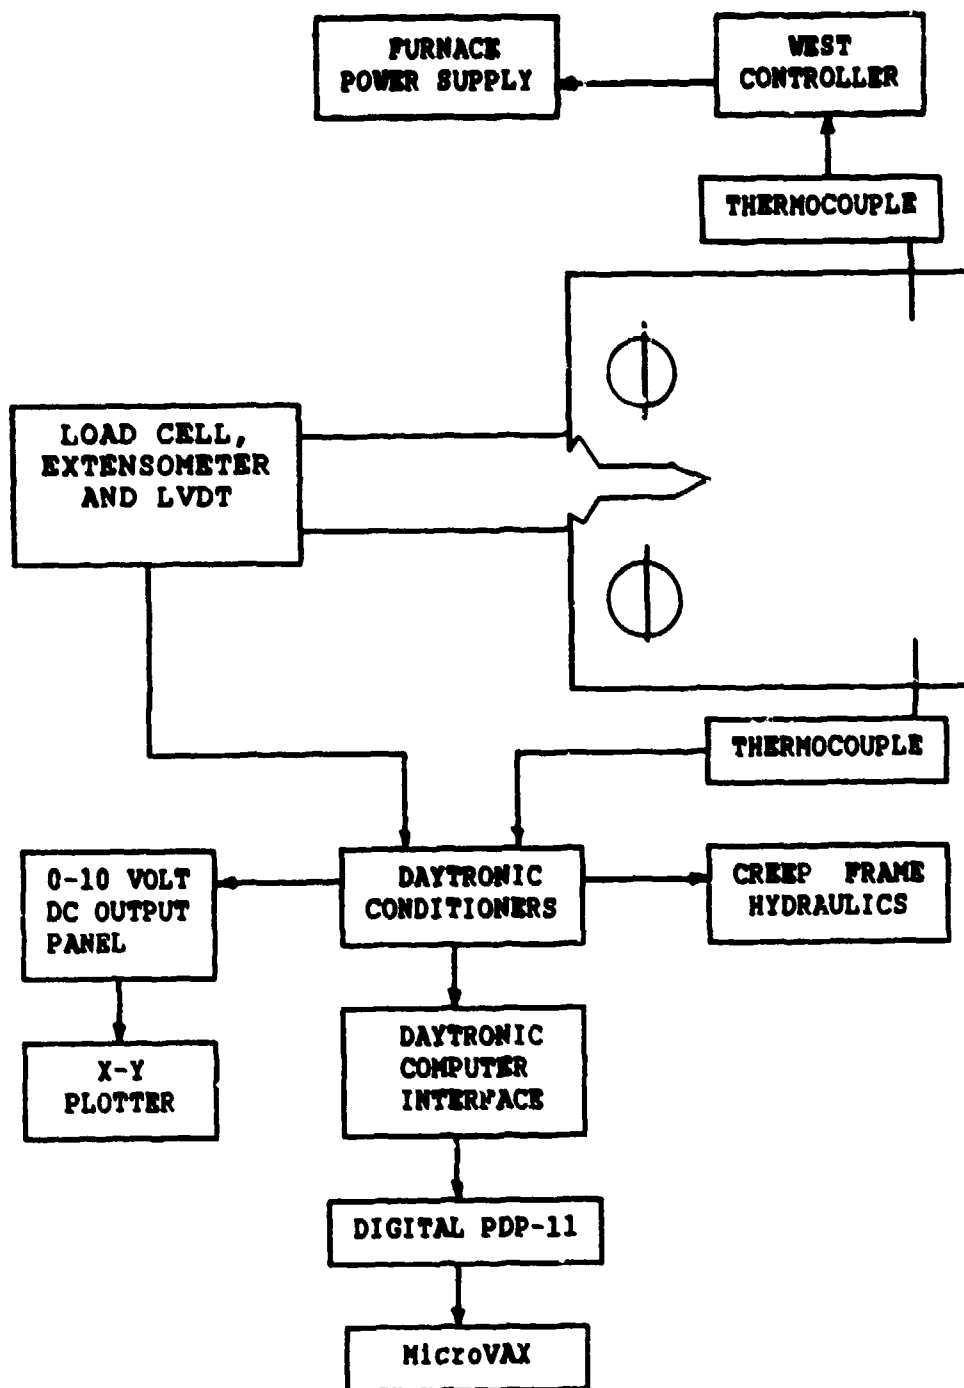 FURNACE
POWER SUPPLY
WEST
CONTROLLER
THERMOCOUPLE
LOAD CELL,
EXTENSOMETER
AND LVDT
THERMOCOUPLE
0-10 VOLT
DC OUTPUT
PANEL
DAYTRONIC
CONDITIONERS
CREEP FRAME
HYDRAULICS
X-Y
PLOTTER
DAYTRONIC
COMPUTER
INTERFACE
DIGITAL PDP-11
MicroVAX